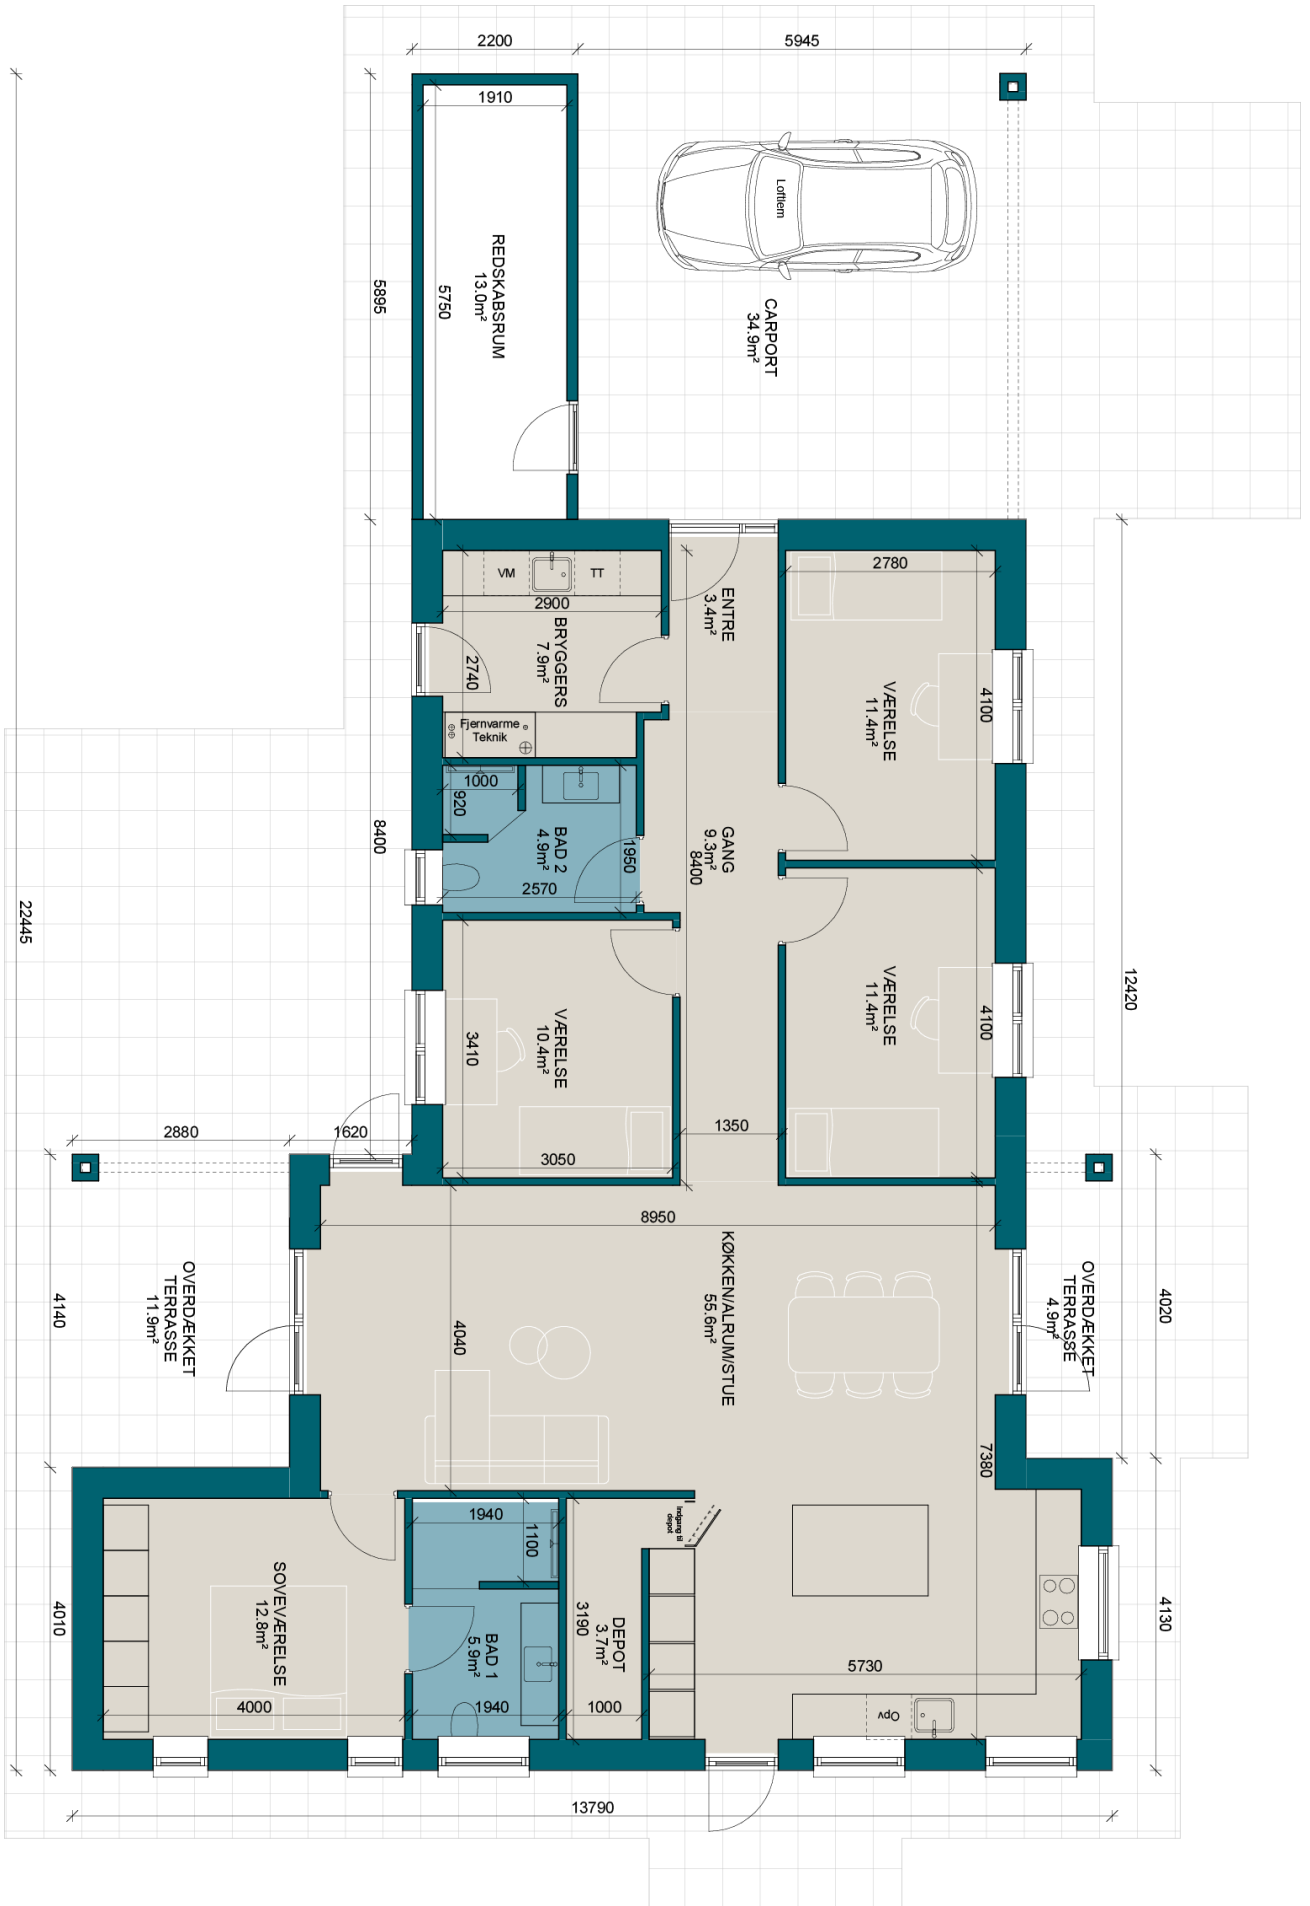 2200
5945
1910
Loftlem
REDSKABSRUM
13.0m²
5750
5895
CARPORT
34.9m²
VM
TT
2900
BRYGGERS
7.9m²
2740
Fjernvarme
Teknik
ENTRE
3.4m²
2780
VÆRELSE
11.4m²
4100
1000
920
BAD 2
4.9m²
1950
2570
GANG
9.3m²
8400
8400
22445
12420
VÆRELSE
11.4m²
4100
VÆRELSE
10.4m²
3410
3050
1350
2880
1620
8950
KØKKEN/ALRUM/STUE
55.6m²
4040
OVERDÆKKET
TERRASSE
11.9m²
4140
OVERDÆKKET
TERRASSE
4.9m²
4020
7380
Indgang til
depot
1940
1100
SOVEVÆRELSE
12.8m²
4010
4000
BAD 1
5.9m²
1940
DEPOT
3.7m²
3190
1000
5730
Opv
4130
13790